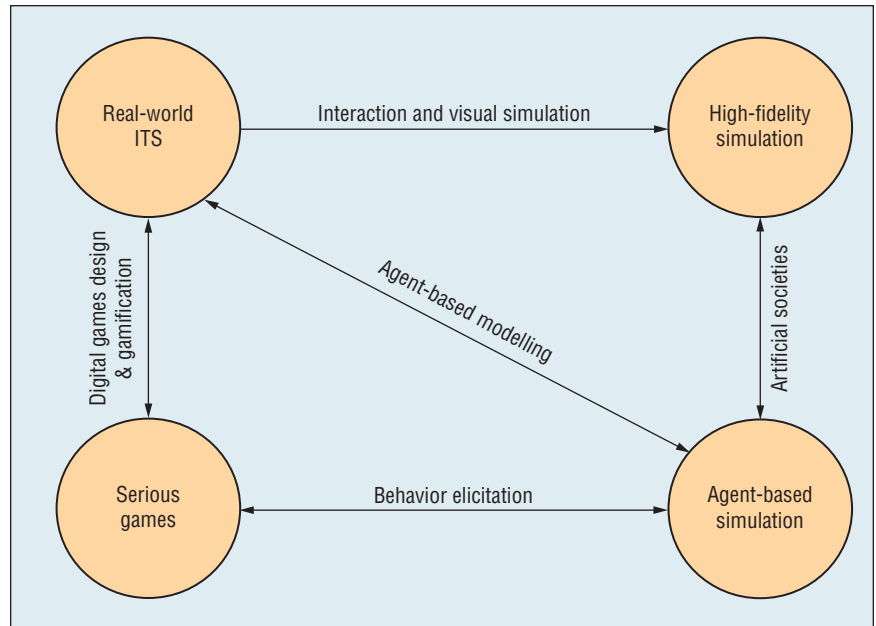 Real-world
ITS
Interaction and visual simulation
High-fidelity
simulation
Digital games design
& gamification
Agent-based modelling
Artificial societies
Serious
games
Behavior elicitation
Agent-based
simulation